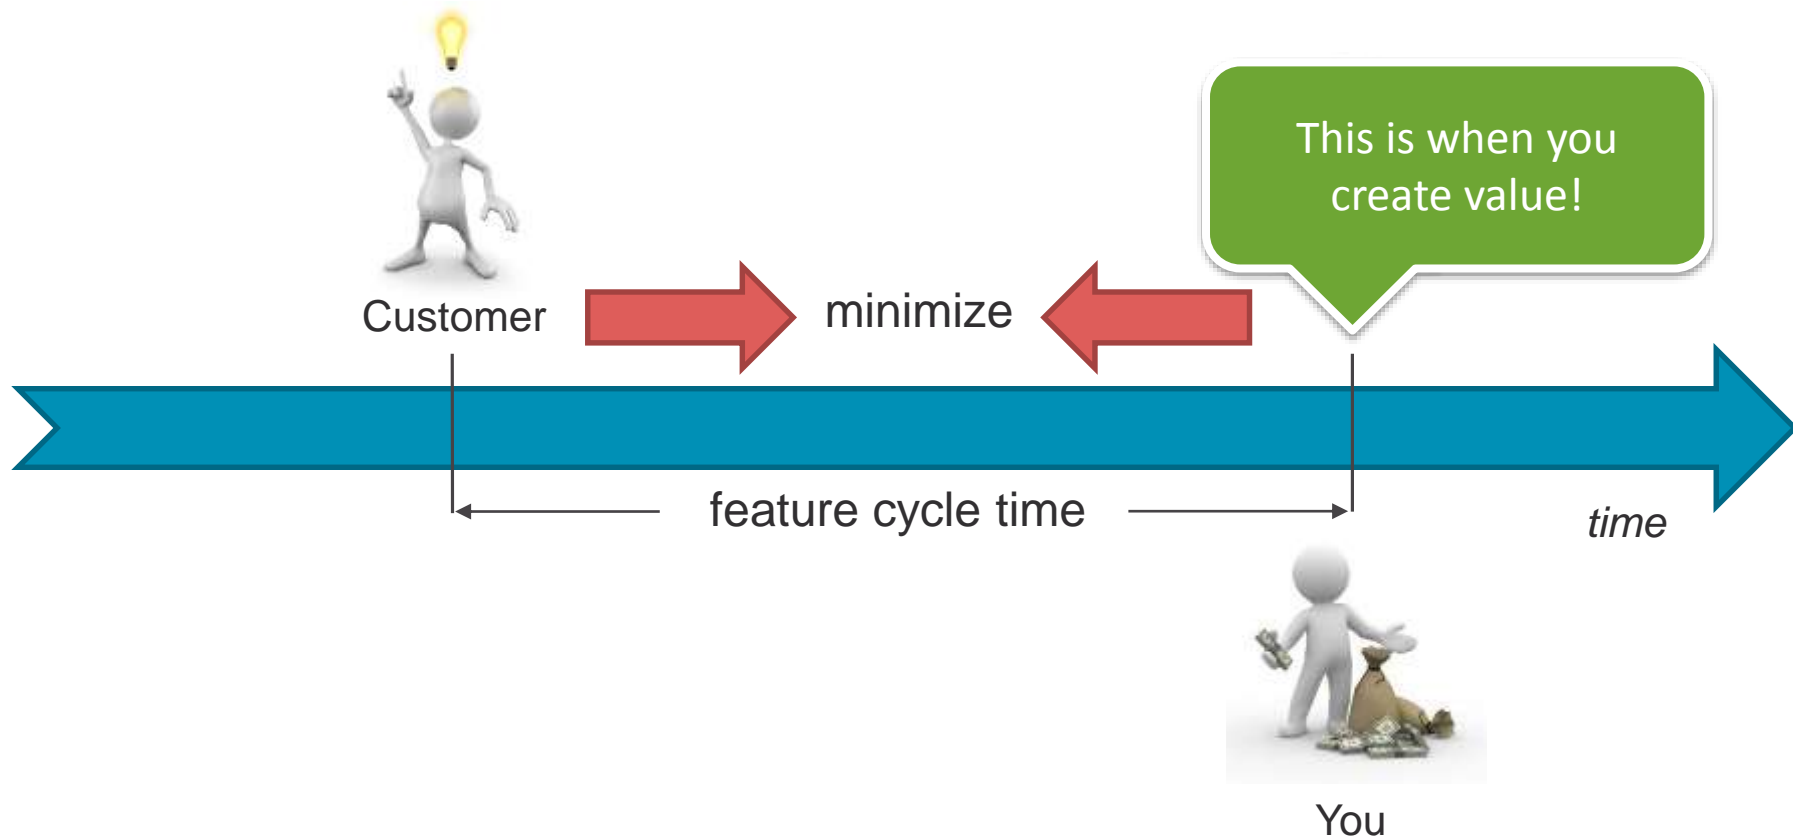 This is when you
create value!
Customer
minimize
feature cycle time
time
You